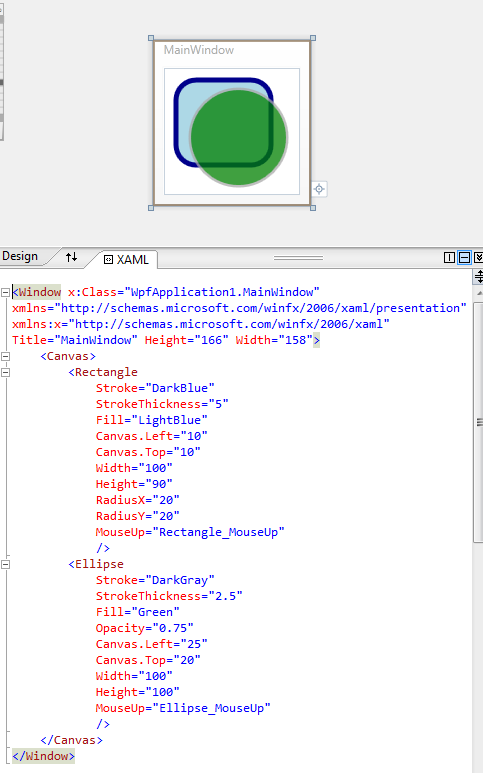 MainWindow
Design
XAML
<Window x:Class="WpfApplication1.MainWindow"
xmlns="http://schemas.microsoft.com/winfx/2006/xaml/presentation"
xmlns:x="http://schemas.microsoft.com/winfx/2006/xaml"
Title="MainWindow" Height="166" Width="158">
<Canvas>
<Rectangle
Stroke="DarkBlue"
StrokeThickness="5"
Fill="LightBlue"
Canvas.Left="10"
Canvas.Top="10"
Width="100"
Height="90"
RadiusX="20"
RadiusY="20"
MouseUp="Rectangle_MouseUp"
/>
<Ellipse
Stroke="DarkGray"
StrokeThickness="2.5"
Fill="Green"
Opacity="0.75"
Canvas.Left="25"
Canvas.Top="20"
Width="100"
Height="100"
MouseUp="Ellipse_MouseUp"
/>
</Canvas>
</Window>